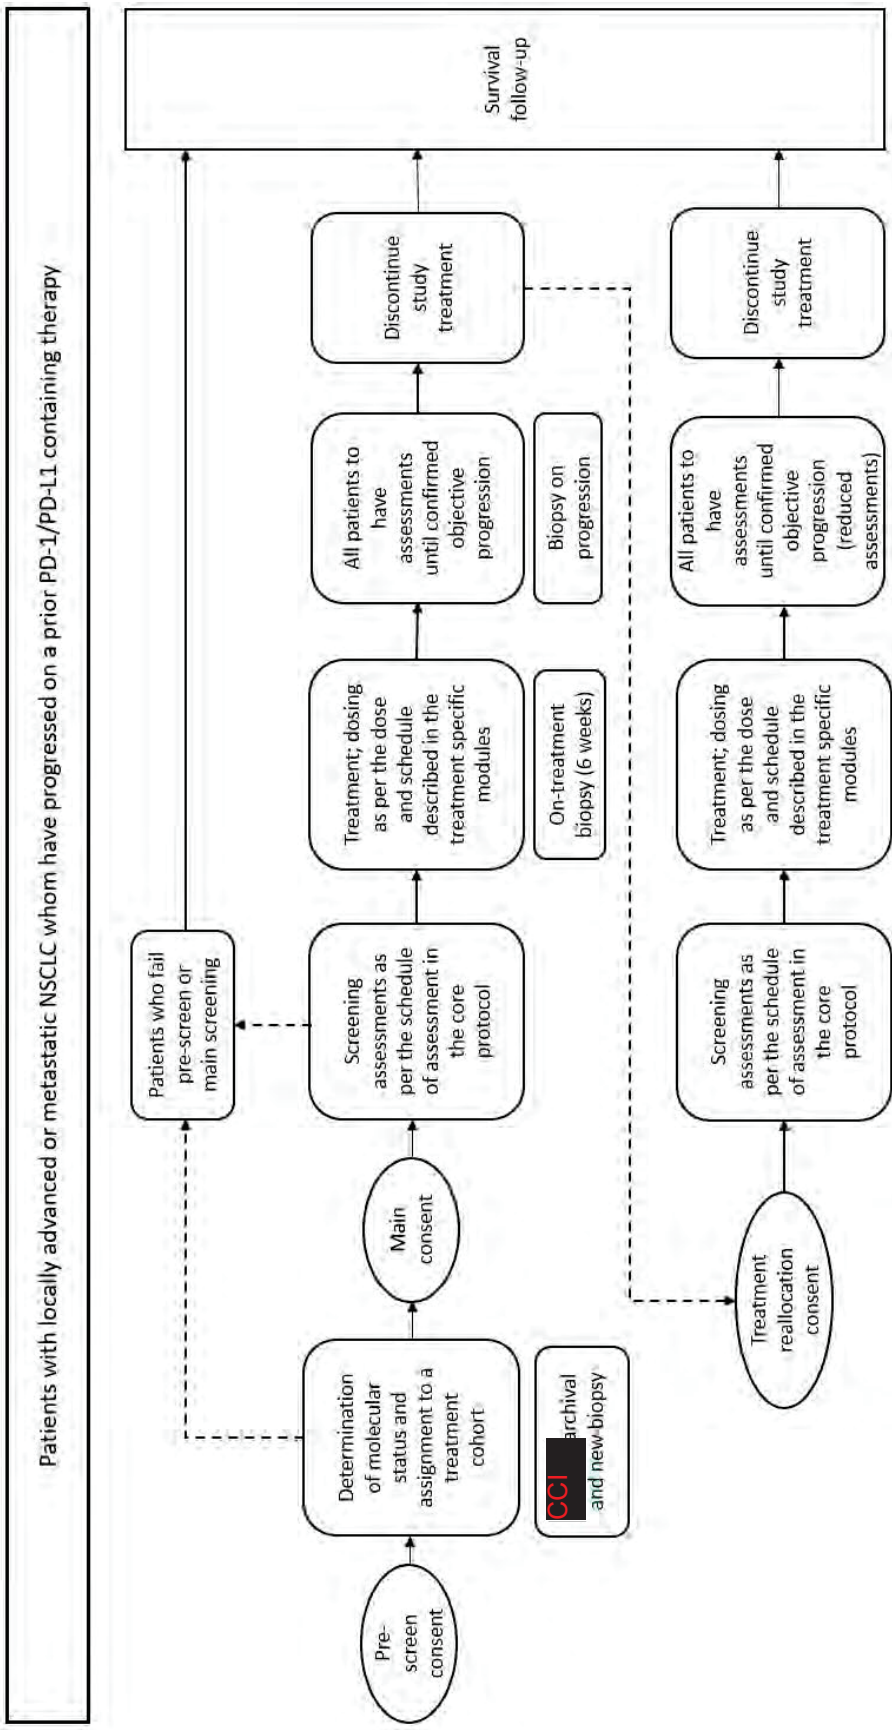 Patients with locally advanced or metastatic NSCLC whom have progressed on a prior PD-1/PD-L1 containing therapy
Patients who fail
pre-screen or
main screening
Survival
follow-up
Pre-
screen
consent
Determination
of molecular
status and
assignment to a
treatment
cohort
CCI archival
and new biopsy
Main
consent
Screening
assessments as
per the schedule
of assessment in
the core
protocol
Treatment; dosing
as per the dose
and schedule
described in the
treatment specific
modules
On-treatment
biopsy (6 weeks)
All patients to
have
assessments
until confirmed
objective
progression
Biopsy on
progression
Discontinue
study
treatment
Treatment
reallocation
consent
Screening
assessments as
per the schedule
of assessment in
the core
protocol
Treatment; dosing
as per the dose
and schedule
described in the
treatment specific
modules
All patients to
have
assessments
until confirmed
objective
progression
(reduced
assessments)
Discontinue
study
treatment